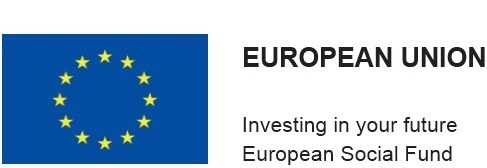 EUROPEAN UNION
Investing in your future
European Social Fund